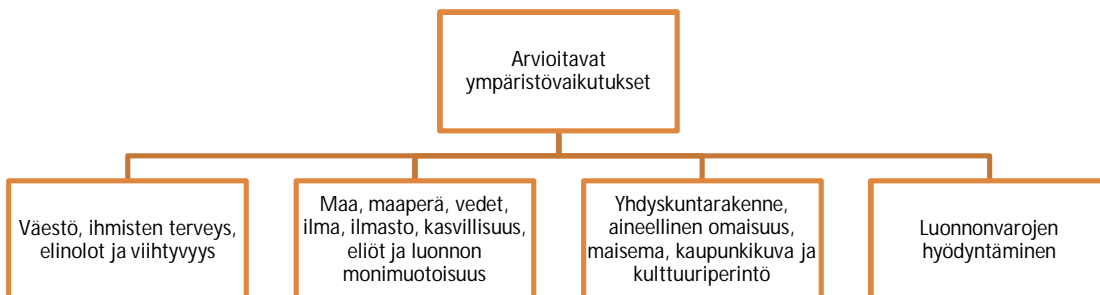 Arvioitavat
ympäristövaikutukset
Väestö, ihmisten terveys,
elinolot ja viihtyvyys
Maa, maaperä, vedet,
ilma, ilmasto, kasvillisuus,
eliöt ja luonnon
monimuotoisuus
Yhdyskuntarakenne,
aineellinen omaisuus,
maisema, kaupunkikuva ja
kulttuuriperintö
Luonnonvarojen
hyödyntäminen